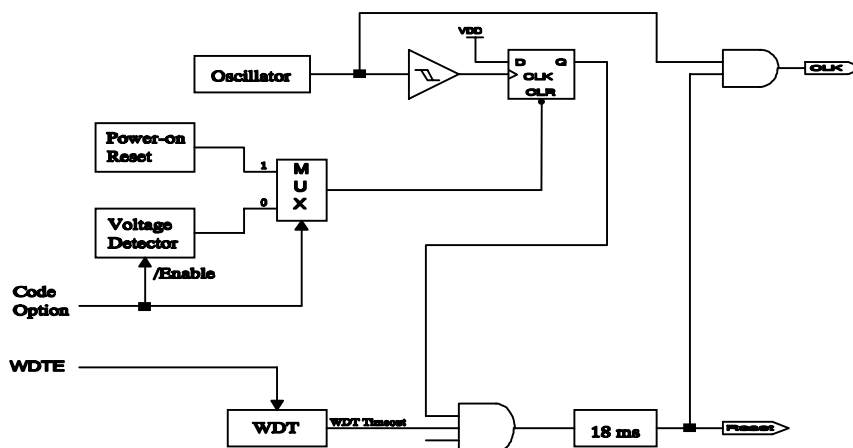 VDD
Oscillator
D Q
CLK
CLR
CLK
Power-on
Reset
1
M
U
X
0
Voltage
Detector
/Enable
Code
Option
WDTE
WDT
WDT Timeout
18 ms
Reset